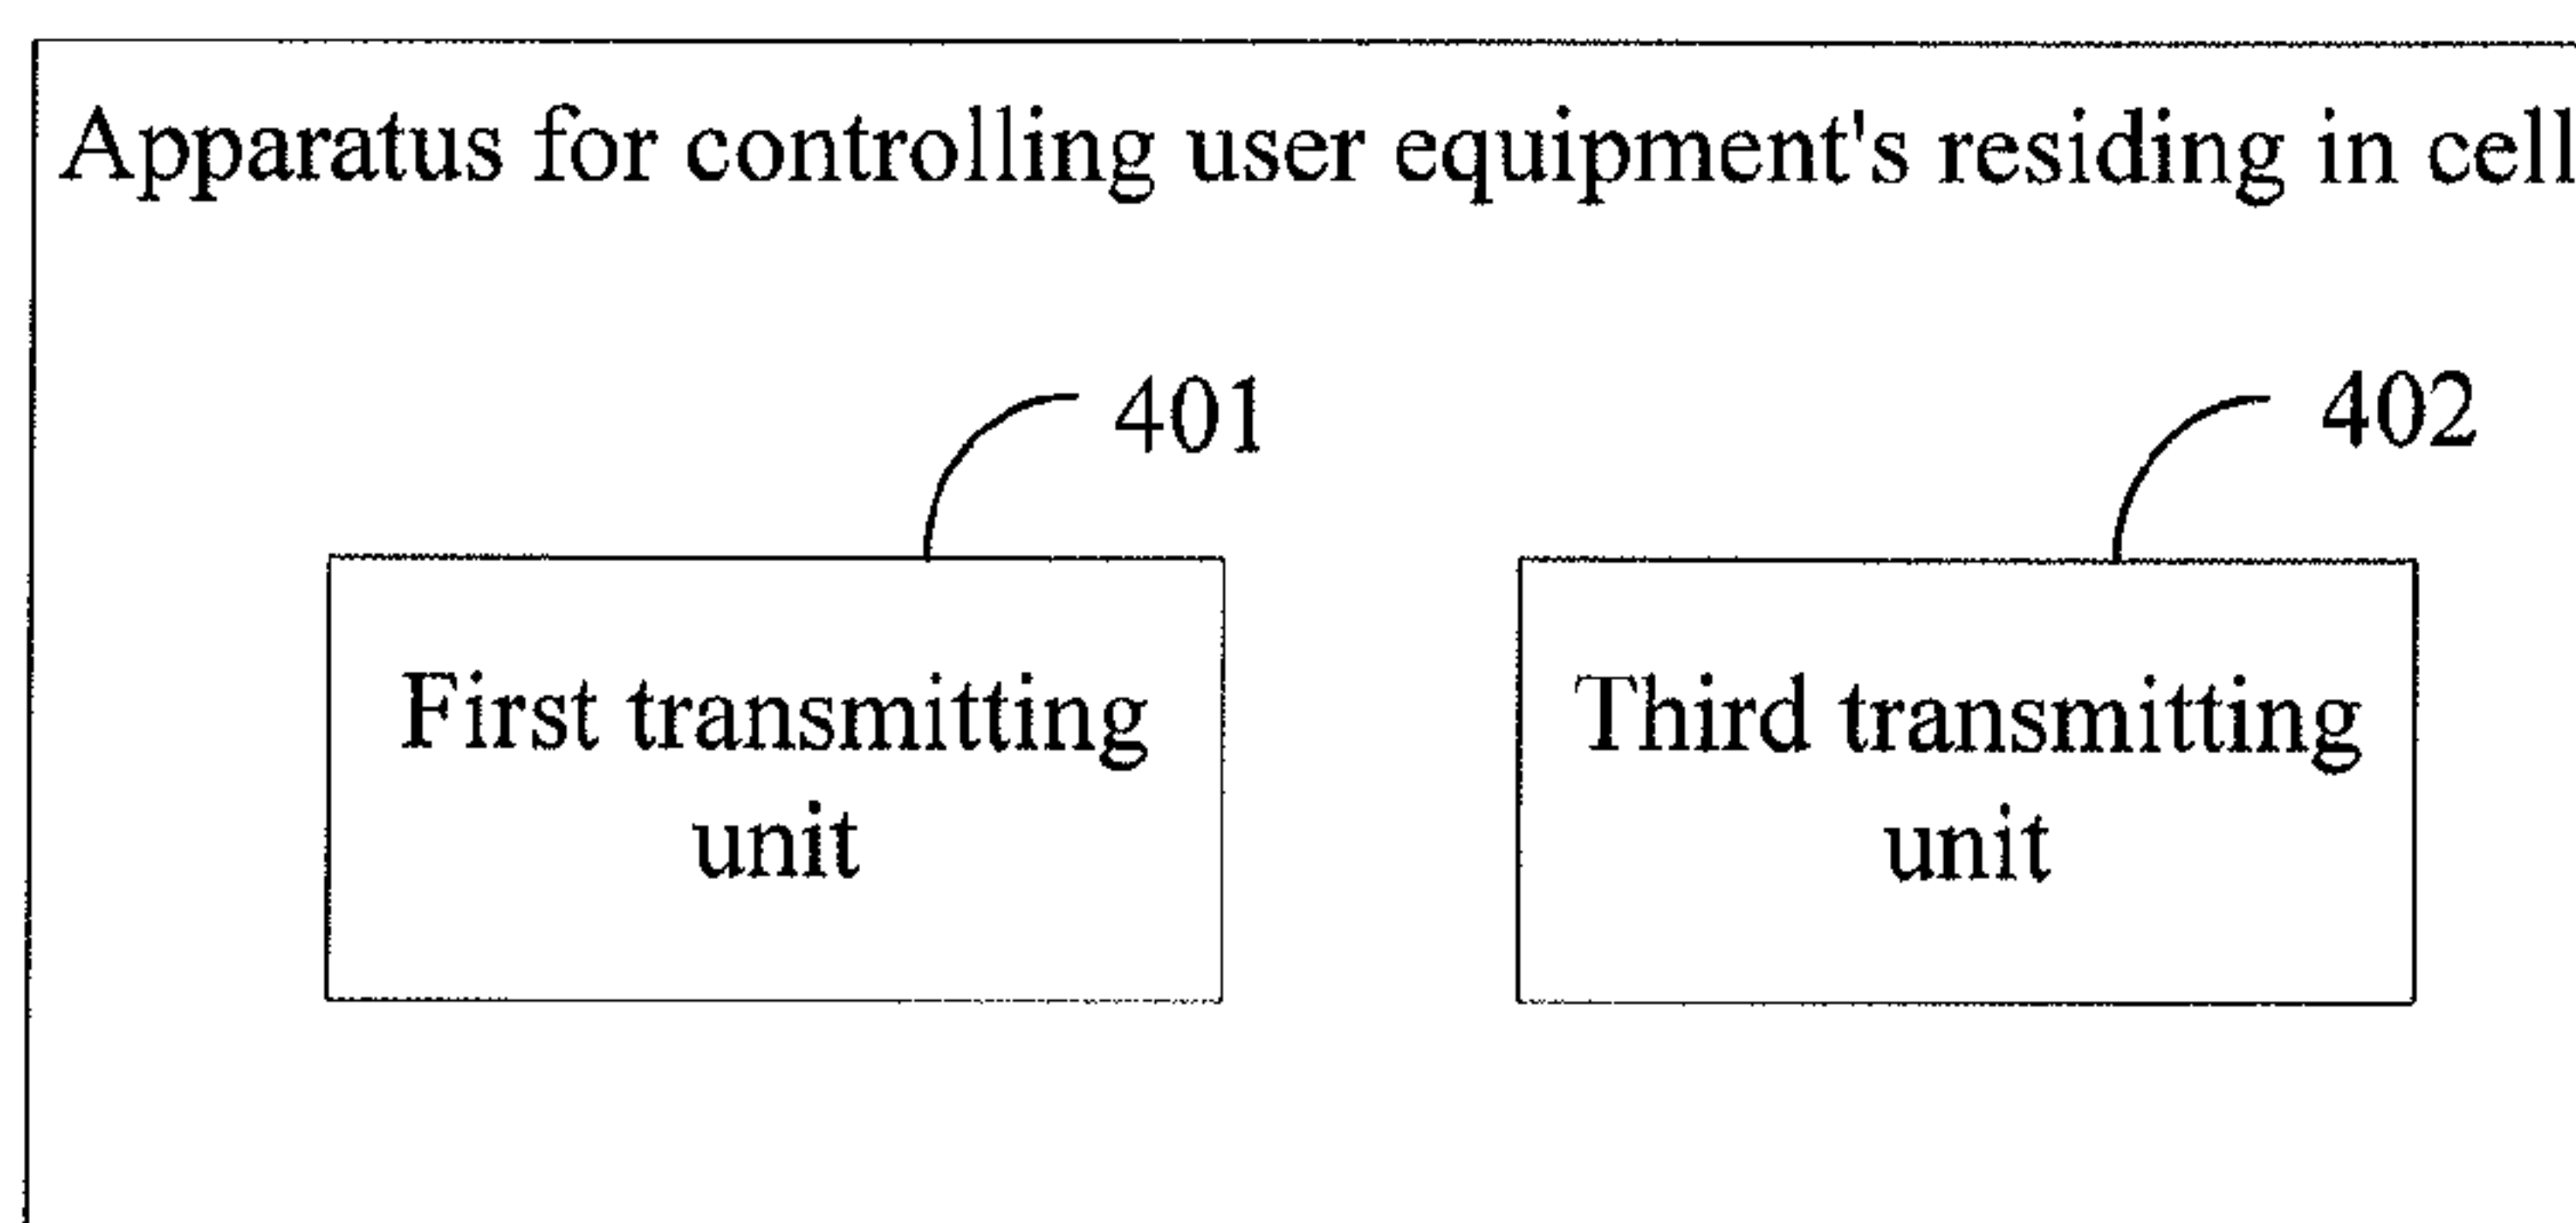 Apparatus for controlling user equipment's residing in cell
401
402
First transmitting
unit
Third transmitting
unit